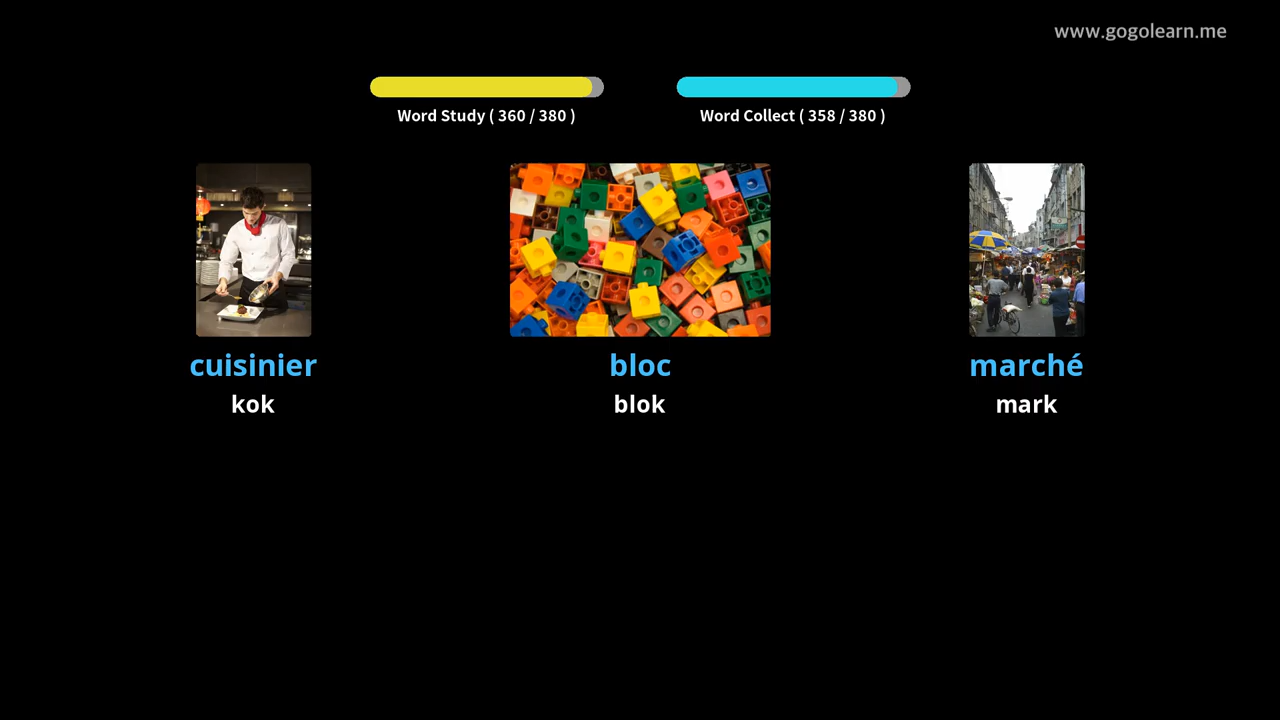 www.gogolearn.me
Word Study ( 360 / 380 )
Word Collect ( 358 / 380 )
cuisinier
kok
bloc
blok
marché
mark